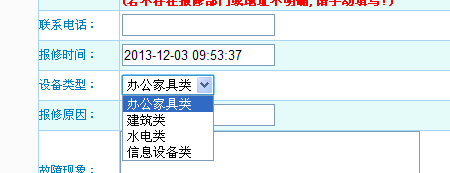 (若不存在报修部门或地址不明确,请手动填写!)
联系电话：
报修时间： 2013-12-03 09:53:37
设备类型： 办公家具类
办公家具类
报修原因：
建筑类
水电类
信息设备类
故障现象：